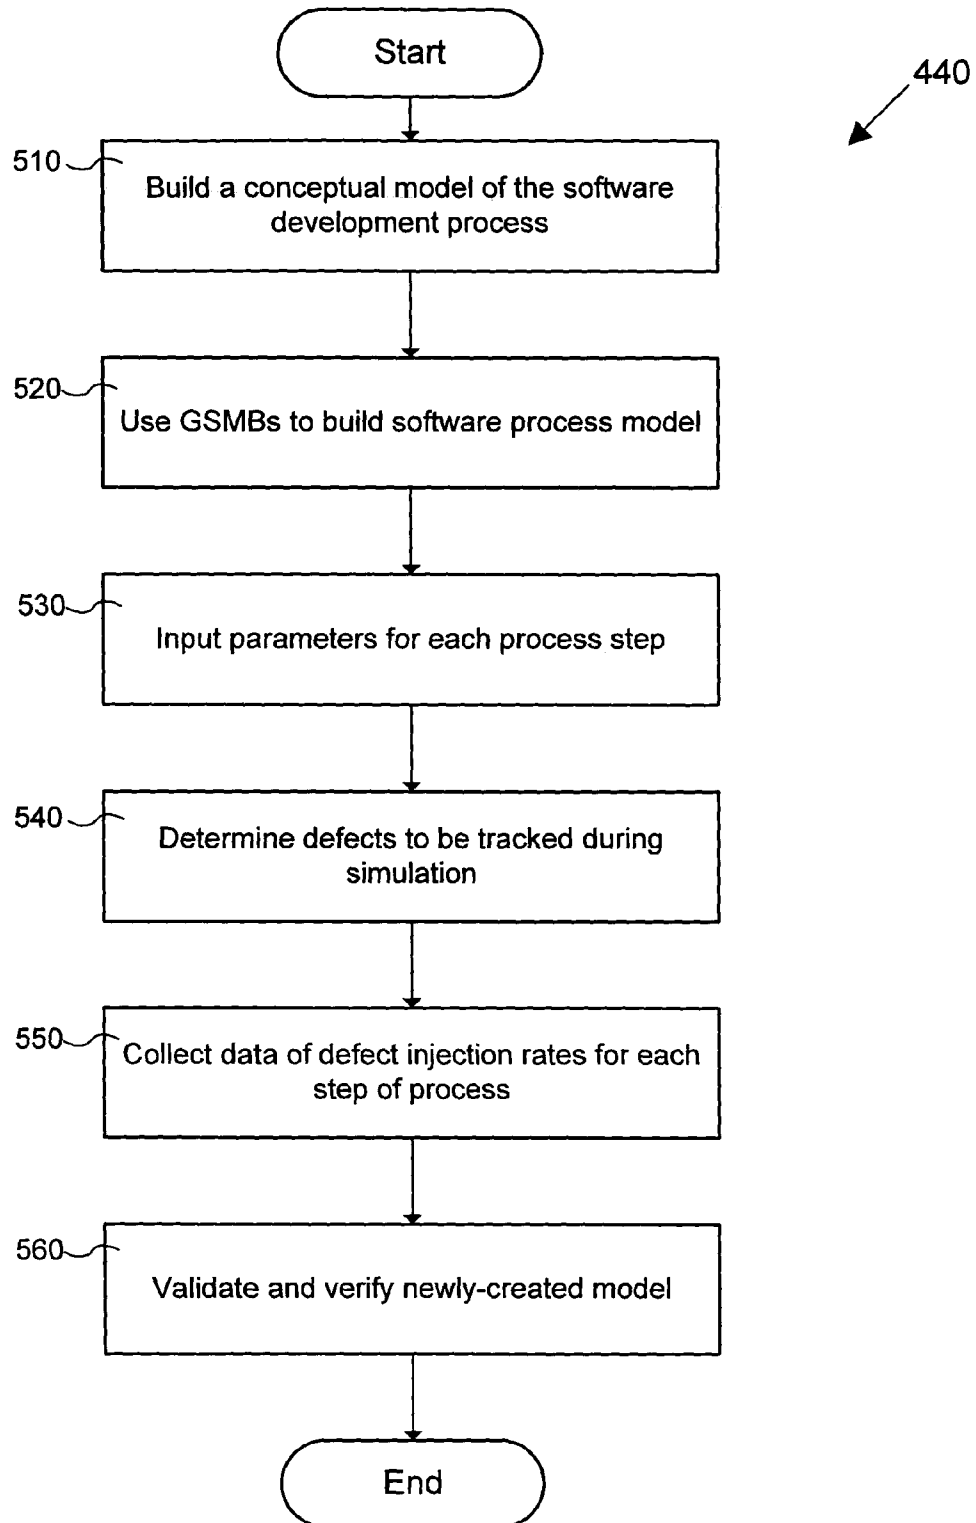 Start
440
510
Build a conceptual model of the software
development process
520
Use GSMBs to build software process model
530
Input parameters for each process step
540
Determine defects to be tracked during
simulation
550
Collect data of defect injection rates for each
step of process
560
Validate and verify newly-created model
End